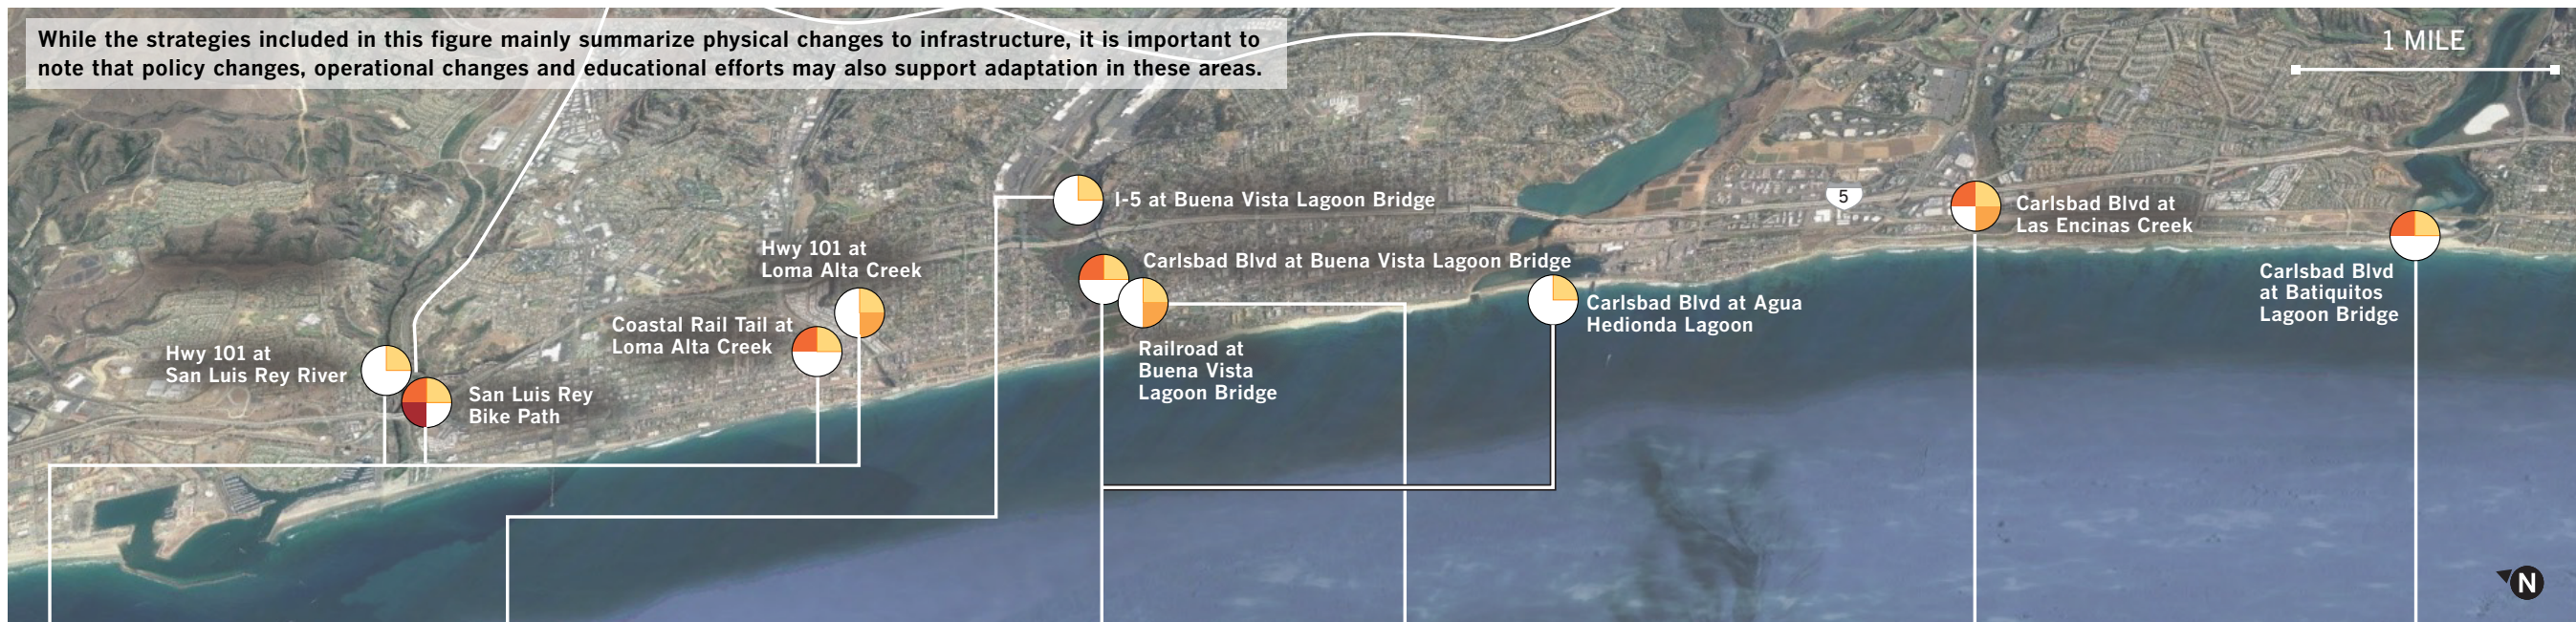 While the strategies included in this figure mainly summarize physical changes to infrastructure, it is important to
note that policy changes, operational changes and educational efforts may also support adaptation in these areas.
1 MILE
I-5 at Buena Vista Lagoon Bridge
5
Carlsbad Blvd at
Las Encinas Creek
Hwy 101 at
Loma Alta Creek
Carlsbad Blvd at Buena Vista Lagoon Bridge
Carlsbad Blvd
at Batiquitos
Lagoon Bridge
Carlsbad Blvd at Agua
Hedionda Lagoon
Coastal Rail Tail at
Loma Alta Creek
Hwy 101 at
San Luis Rey River
Railroad at
Buena Vista
Lagoon Bridge
San Luis Rey
Bike Path
N